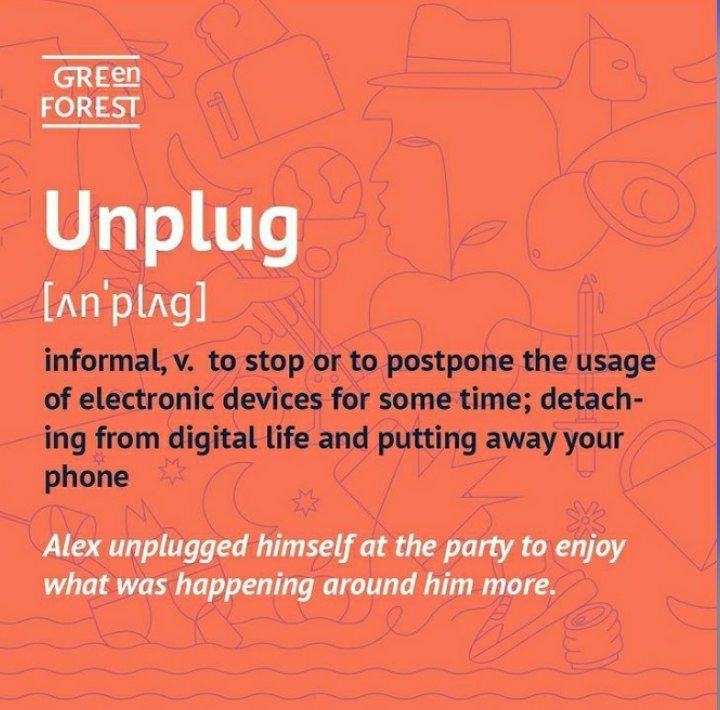 GREen
FOREST
Unplug
[ʌnˈplʌg]
informal, v.  to stop or to postpone the usage
of electronic devices for some time; detach-
ing from digital life and putting away your
phone
Alex unplugged himself at the party to enjoy
what was happening around him more.